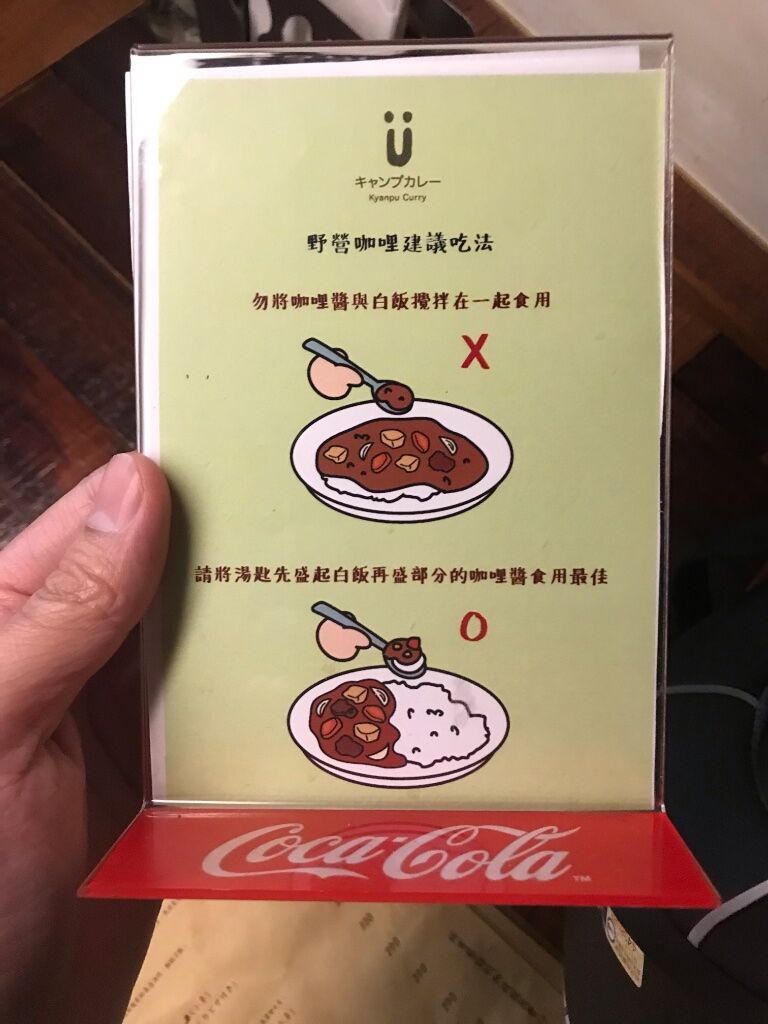 キャンプカレー
Kyanpu Curry
野營咖哩建議吃法
勿將咖哩醬與白飯攪拌在一起食用
X
請將湯匙先盛起白飯再盛部分的咖哩醬食用最佳
O
Coca-Cola
TM